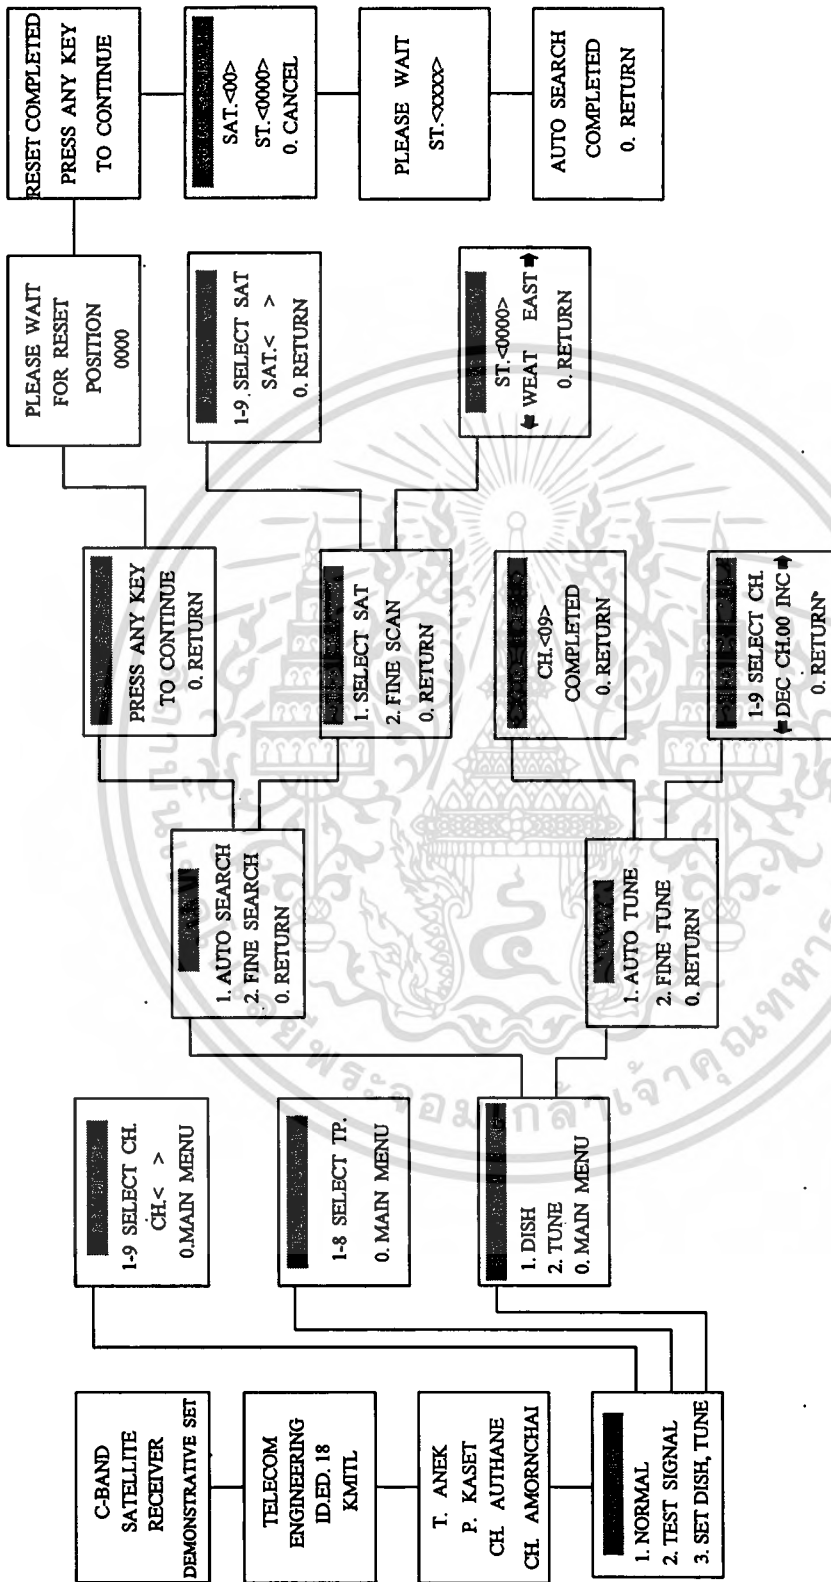 C-BAND
SATELLITE
RECEIVER
DEMONSTRATIVE SET
TELECOM
ENGINEERING
ID.ED. 18
KMITL
T. ANEK
P. KASET
CH. AUTHANE
CH. AMORNCHAI
1. NORMAL
2. TEST SIGNAL
3. SET DISH, TUNE
1-9 SELECT CH.
CH.< >
0.MAIN MENU
1-8 SELECT TP.
0. MAIN MENU
1. DISH
2. TUNE
0. MAIN MENU
1. AUTO SEARCH
2. FINE SEARCH
0. RETURN
1. AUTO TUNE
2. FINE TUNE
0. RETURN
PRESS ANY KEY
TO CONTINUE
0. RETURN
1. SELECT SAT
2. FINE SCAN
0. RETURN
CH.<09>
COMPLETED
0. RETURN
1-9 SELECT CH.
DEC CH.00 INC
0. RETURN
PLEASE WAIT
FOR RESET
POSITION
0000
1-9. SELECT SAT
SAT.< >
0. RETURN
ST.<0000>
WEAT EAST
0. RETURN
RESET COMPLETED
PRESS ANY KEY
TO CONTINUE
SAT.<00>
ST.<0000>
0. CANCEL
PLEASE WAIT
ST.<XXXX>
AUTO SEARCH
COMPLETED
0. RETURN